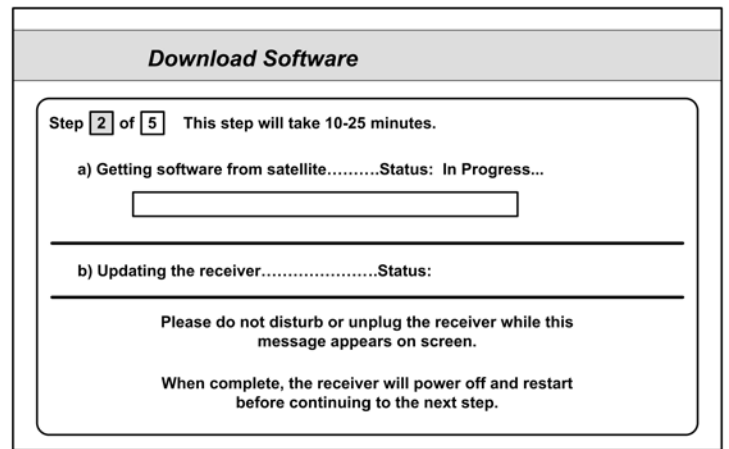 Download Software
Step 2 of 5 This step will take 10-25 minutes.
a) Getting software from satellite..........Status: In Progress...
b) Updating the receiver......................Status:
Please do not disturb or unplug the receiver while this
message appears on screen.
When complete, the receiver will power off and restart
before continuing to the next step.